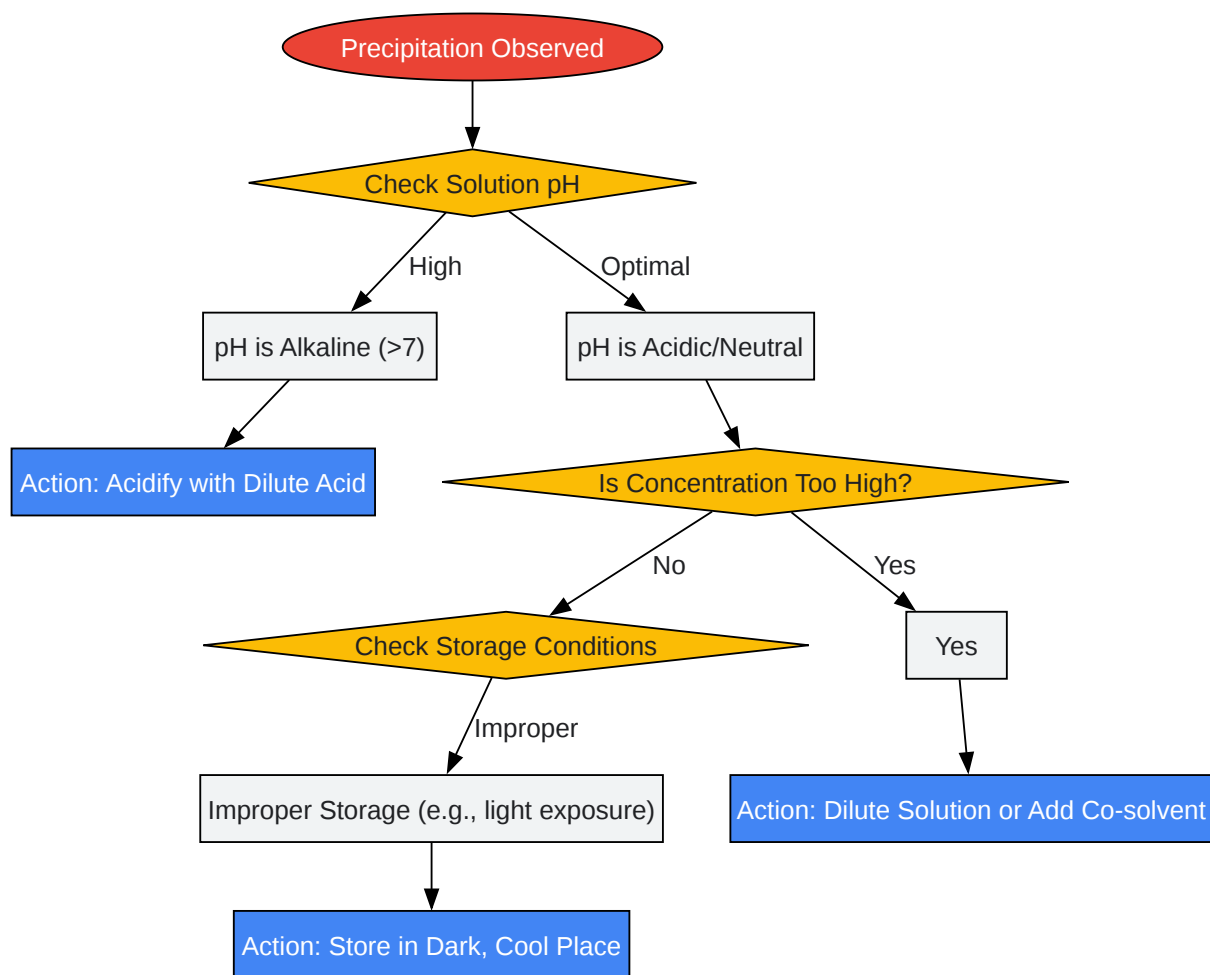 Precipitation Observed
Check Solution pH
High
Optimal
pH is Alkaline (>7)
pH is Acidic/Neutral
Action: Acidify with Dilute Acid
Is Concentration Too High?
No
Yes
Check Storage Conditions
Yes
Improper
Improper Storage (e.g., light exposure)
Action: Dilute Solution or Add Co-solvent
Action: Store in Dark, Cool Place